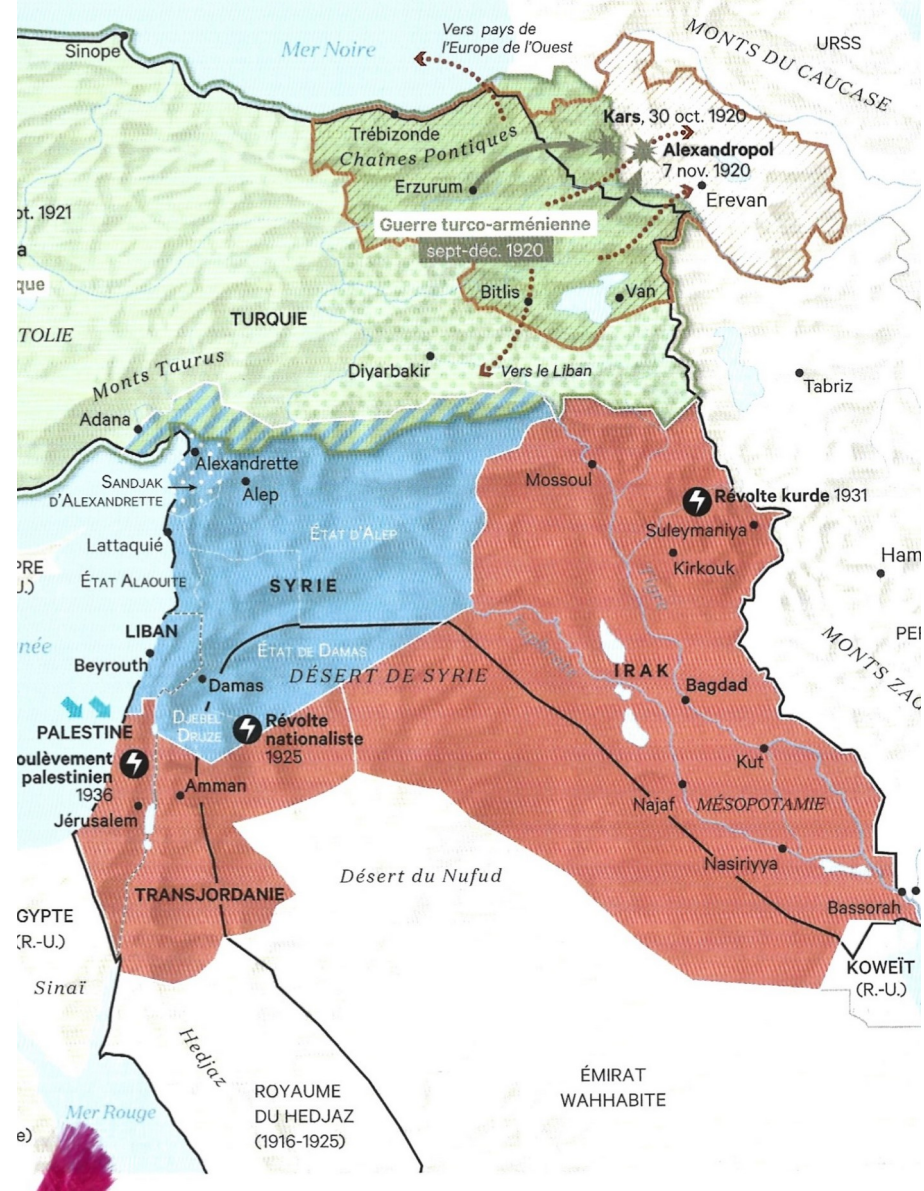 Sinope
Mer Noire
Vers pays de
l'Europe de l'Ouest
MONTS DU CAUCASE
URSS
Trébizonde
Chaînes Pontiques
Kars, 30 oct. 1920
Alexandropol
7 nov. 1920
Erzurum
Erevan
pt. 1921
a
que
Guerre turco-arménienne
sept-déc. 1920
Bitlis
Van
TURQUIE
TOLIE
Monts Taurus
Diyarbakir
Vers le Liban
Tabriz
Adana
Alexandrette
SANDJAK
D'ALEXANDRETTE
Alep
Mossoul
Révolte kurde 1931
Suleymaniya
Kirkouk
Lattaquié
ÉTAT D'ALEP
ÉTAT ALAOUITE
SYRIE
PRE
J.)
Ham
Tigre
Euphrate
MONTS ZAG
PER
née
LIBAN
Beyrouth
ÉTAT DE DAMAS
DÉSERT DE SYRIE
Damas
IRAK
Bagdad
DJEBEL
DRUZE
PALESTINE
Révolte
nationaliste
1925
oulèvement
palestinien
1936
Amman
Jérusalem
Kut
Najaf
MÉSOPOTAMIE
Nasiriyya
Désert du Nufud
TRANSJORDANIE
Bassorah
GYPTE
(R.-U.)
KOWEÏT
(R.-U.)
Sinaï
Hedjaz
ROYAUME
DU HEDJAZ
(1916-1925)
ÉMIRAT
WAHHABITE
Mer Rouge
e)